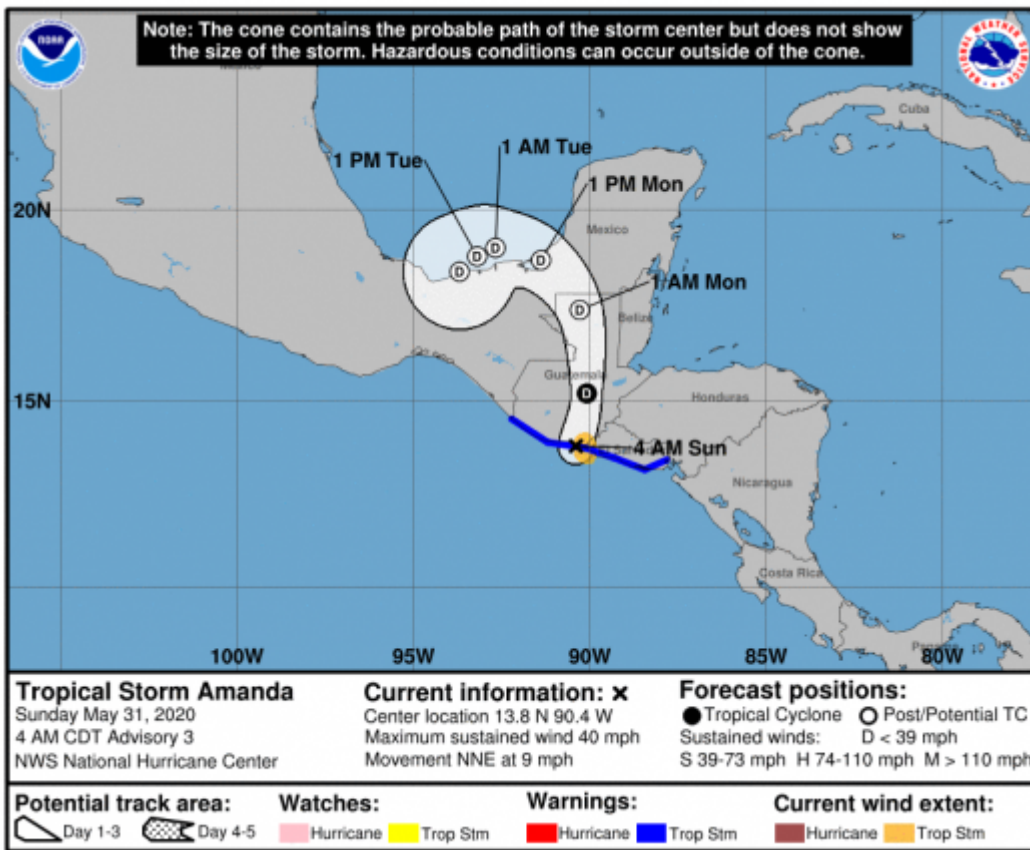 Note: The cone contains the probable path of the storm center but does not show
the size of the storm. Hazardous conditions can occur outside of the cone.
NOAA
NATIONAL WEATHER SERVICE
Mexico
Cuba
1 PM Tue
1 AM Tue
1 PM Mon
20N
Mexico
D
D
D
D
1 AM Mon
D
Belize
Guatemala
D
15N
Honduras
4 AM Sun
Nicaragua
Costa Rica
100W
95W
90W
85W
80W
Tropical Storm Amanda
Sunday May 31, 2020
4 AM CDT Advisory 3
NWS National Hurricane Center
Current information: x
Center location 13.8 N 90.4 W
Maximum sustained wind 40 mph
Movement NNE at 9 mph
Forecast positions:
Tropical Cyclone Post/Potential TC
Sustained winds: D < 39 mph
S 39-73 mph H 74-110 mph M > 110 mph
Potential track area:
Day 1-3 Day 4-5
Watches:
Hurricane Trop Stm
Warnings:
Hurricane Trop Stm
Current wind extent:
Hurricane Trop Stm